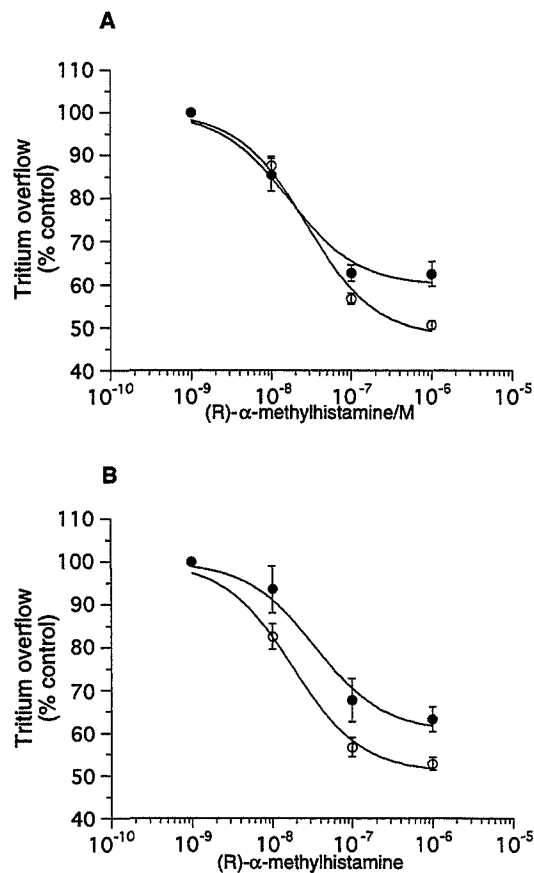 A
Tritium overflow
(% control)
110
100
90
80
70
60
50
40
10⁻¹⁰ 10⁻⁹ 10⁻⁸ 10⁻⁷ 10⁻⁶ 10⁻⁵
(R)-α-methylhistamine/M
B
Tritium overflow
(% control)
110
100
90
80
70
60
50
40
10⁻¹⁰ 10⁻⁹ 10⁻⁸ 10⁻⁷ 10⁻⁶ 10⁻⁵
(R)-α-methylhistamine